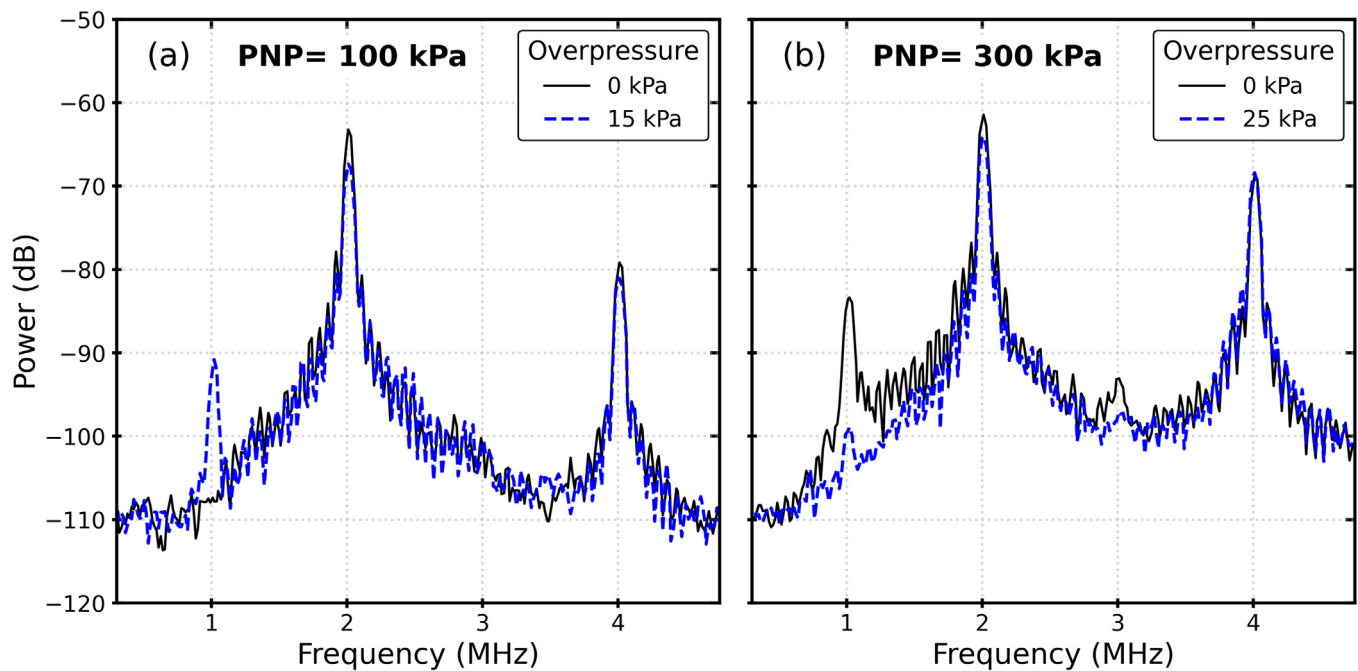 (a) PNP= 100 kPa
Overpressure
0 kPa
15 kPa
(b) PNP= 300 kPa
Overpressure
0 kPa
25 kPa
Power (dB)
−50
−60
−70
−80
−90
−100
−110
−120
1 2 3 4
1 2 3 4
Frequency (MHz)
Frequency (MHz)